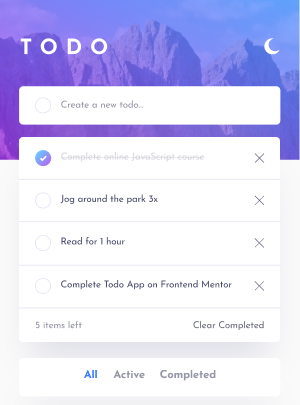 TODO
Create a new todo...
Complete online JavaScript course
Jog around the park 3x
Read for 1 hour
Complete Todo App on Frontend Mentor
5 items left Clear Completed
All Active Completed